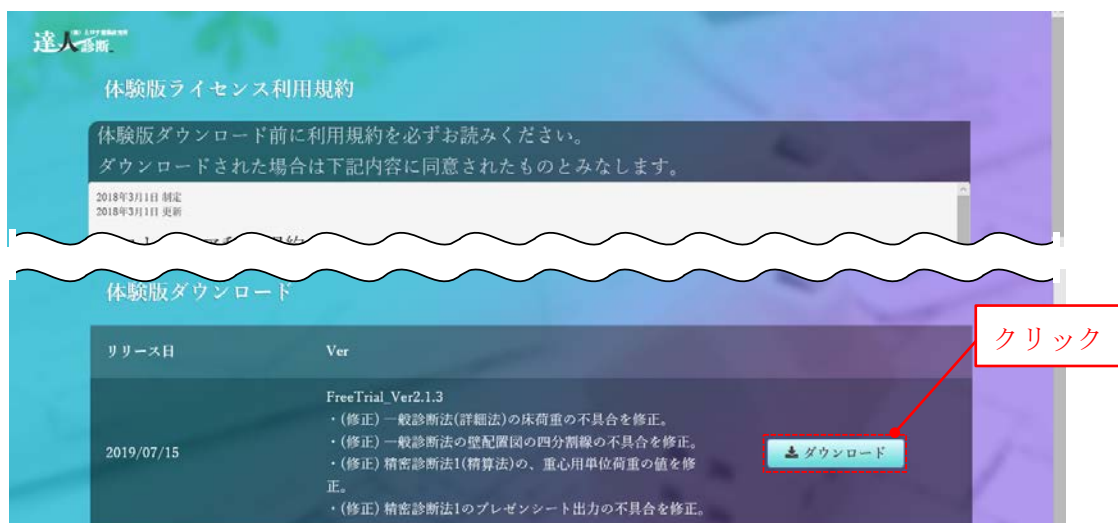 達人診断
体験版ライセンス利用規約
体験版ダウンロード前に利用規約を必ずお読みください。
ダウンロードされた場合は下記内容に同意されたものとみなします。
2018年3月1日 制定
2018年3月1日 更新
体験版ダウンロード
リリース日 Ver
クリック
FreeTrial_Ver2.1.3
・(修正) 一般診断法(詳細法)の床荷重の不具合を修正。
・(修正) 一般診断法の壁配置図の四分割線の不具合を修正。
2019/07/15
ダウンロード
・(修正) 精密診断法1(精算法)の、重心用単位荷重の値を修
正。
・(修正) 精密診断法1のプレゼンシート出力の不具合を修正。